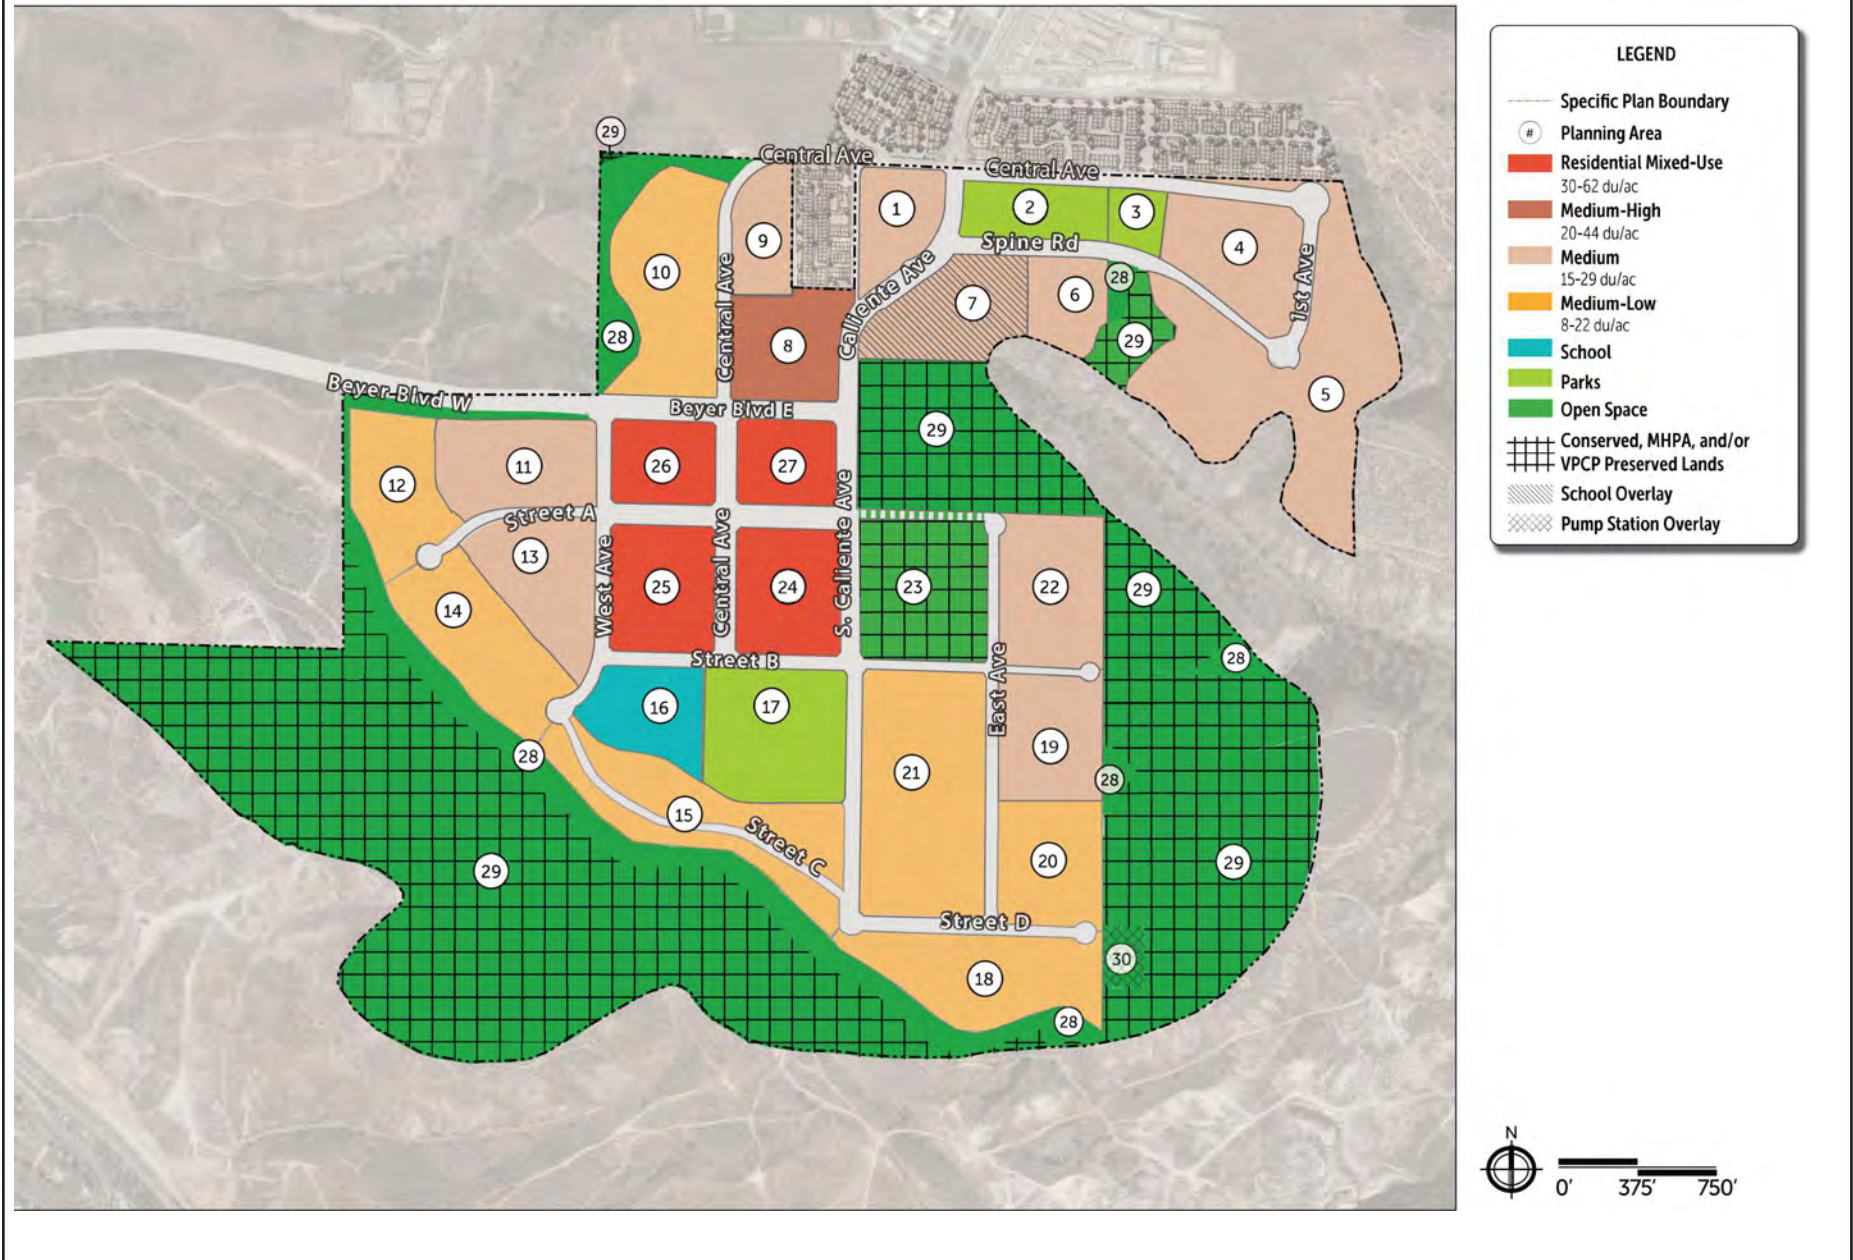 LEGEND
Specific Plan Boundary
# Planning Area
Residential Mixed-Use
30-62 du/ac
Medium-High
20-44 du/ac
Medium
15-29 du/ac
Medium-Low
8-22 du/ac
School
Parks
Open Space
Conserved, MHPA, and/or
VPCP Preserved Lands
School Overlay
Pump Station Overlay
29
Central Ave
Central Ave
1
2
3
4
9
Spine Rd
10
Central Ave
Caliente Ave
1st Ave
28
6
7
28
8
29
5
Beyer Blvd W
Beyer Blvd E
29
11
26
27
12
Street A
13
West Ave
Central Ave
S. Caliente Ave
25
24
23
22
29
14
28
Street B
East Ave
16
17
19
28
21
28
15
Street C
20
29
29
Street D
30
18
28
N
0' 375' 750'